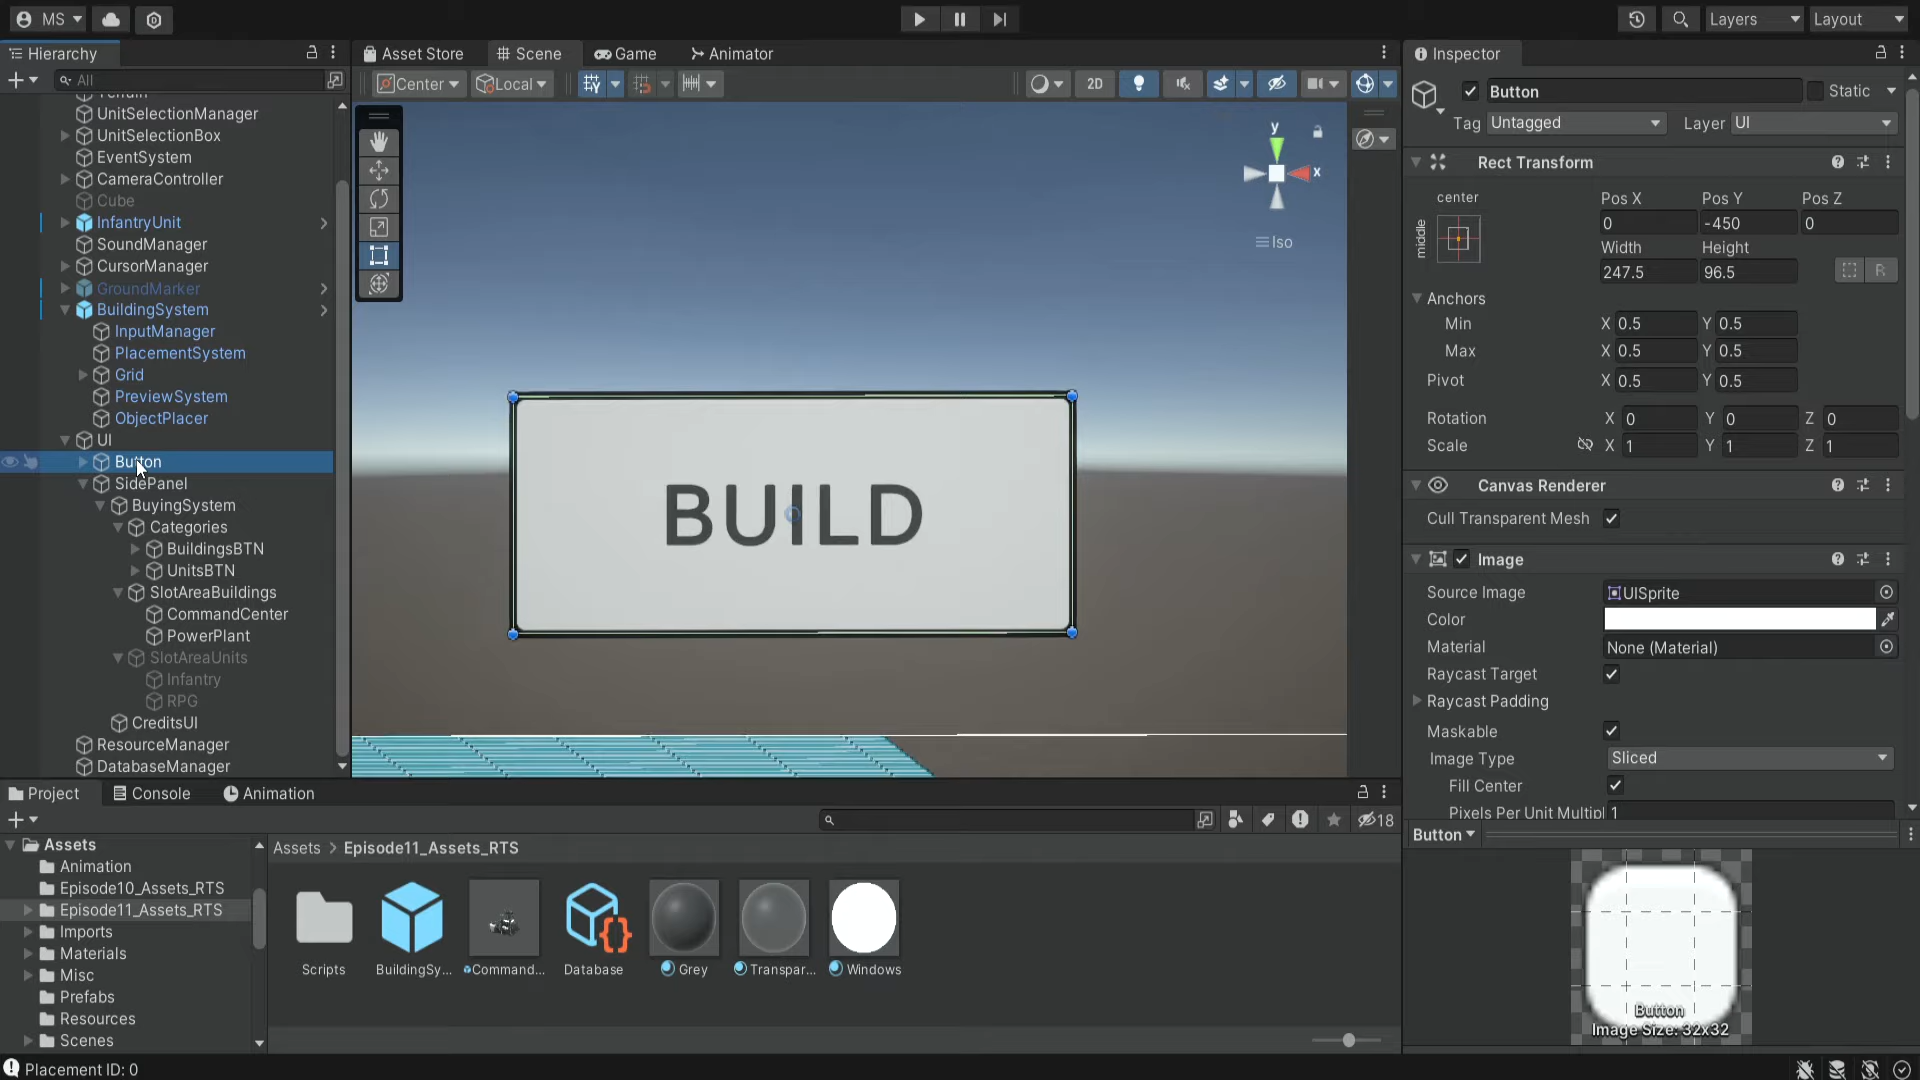 MS
Layers
Layout
Hierarchy
All
Terrain
UnitSelectionManager
UnitSelectionBox
EventSystem
CameraController
Cube
InfantryUnit
SoundManager
CursorManager
GroundMarker
BuildingSystem
InputManager
PlacementSystem
Grid
PreviewSystem
ObjectPlacer
UI
Button
SidePanel
BuyingSystem
Categories
BuildingsBTN
UnitsBTN
SlotAreaBuildings
CommandCenter
PowerPlant
SlotAreaUnits
Infantry
RPG
CreditsUI
ResourceManager
DatabaseManager
Asset Store
Scene
Game
Animator
Center
Local
2D
y
x
Iso
BUILD
Inspector
Button
Static
Tag Untagged
Layer UI
Rect Transform
center
middle
Pos X Pos Y Pos Z
0 -450 0
Width Height
247.5 96.5
R
Anchors
Min X 0.5 Y 0.5
Max X 0.5 Y 0.5
Pivot X 0.5 Y 0.5
Rotation X 0 Y 0 Z 0
Scale X 1 Y 1 Z 1
Canvas Renderer
Cull Transparent Mesh
Image
Source Image UISprite
Color
Material None (Material)
Raycast Target
Raycast Padding
Maskable
Image Type Sliced
Fill Center
Pixels Per Unit Multipl 1
Button
Button
Image Size: 32x32
Project
Console
Animation
18
Assets
Animation
Episode10_Assets_RTS
Episode11_Assets_RTS
Imports
Materials
Misc
Prefabs
Resources
Scenes
Assets > Episode11_Assets_RTS
Scripts
BuildingSy...
Command...
Database
Grey
Transpar...
Windows
Placement ID: 0